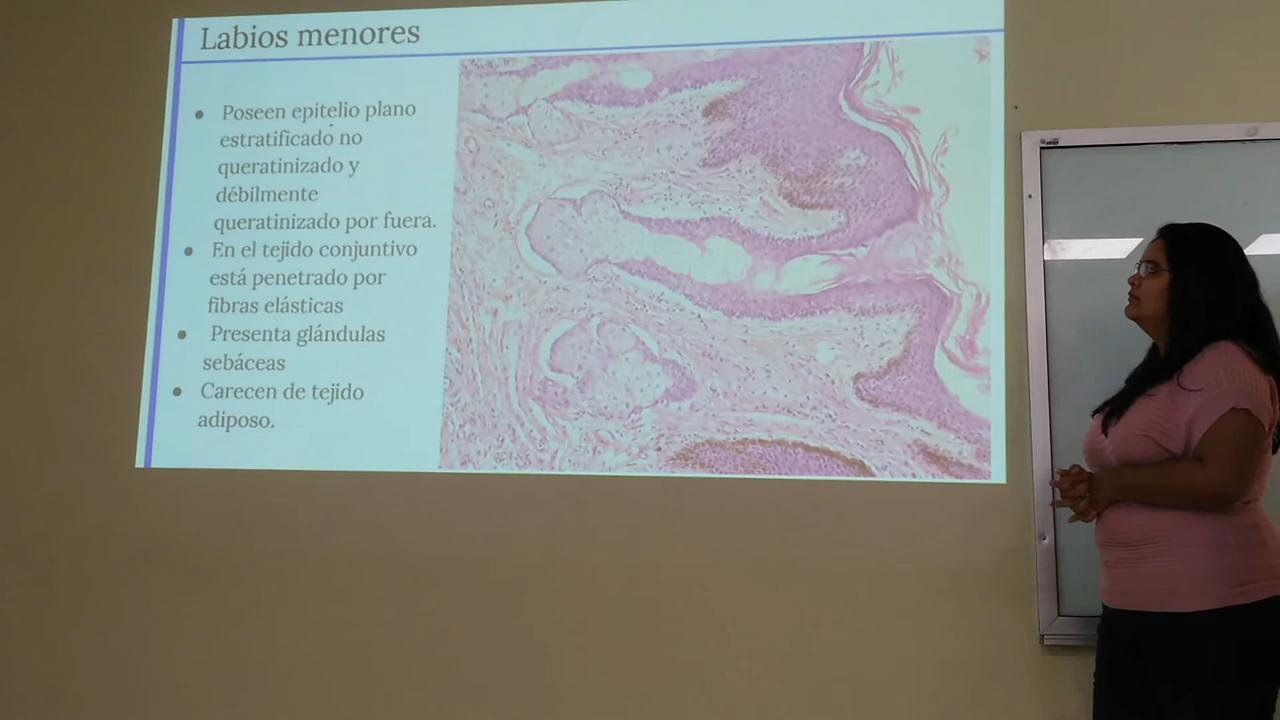 Labios menores
Poseen epitelio plano
estratificado no
queratinizado y
débilmente
queratinizado por fuera.
En el tejido conjuntivo
está penetrado por
fibras elásticas
Presenta glándulas
sebáceas
Carecen de tejido
adiposo.